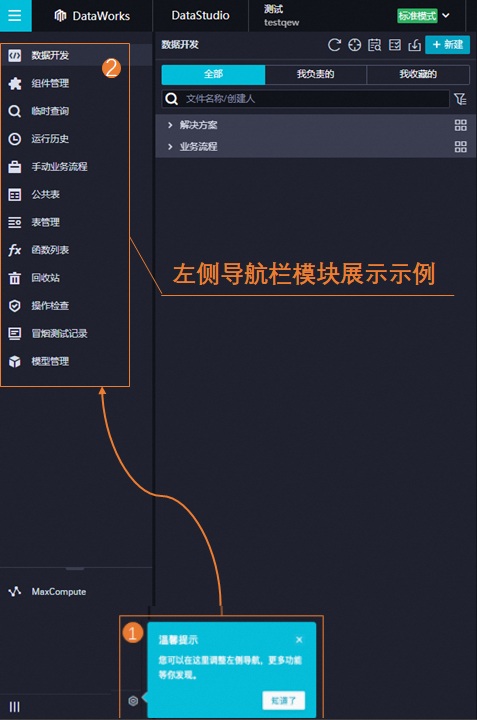 DataWorks
DataStudio
测试
testqew
标准模式
数据开发
组件管理
临时查询
运行历史
手动业务流程
公共表
表管理
fx 函数列表
回收站
操作检查
冒烟测试记录
模型管理
MaxCompute
2
数据开发
+ 新建
全部
我负责的
我收藏的
文件名称/创建人
解决方案
业务流程
左侧导航栏模块展示示例
1
温馨提示
您可以在这里调整左侧导航，更多功能
等你发现。
知道了